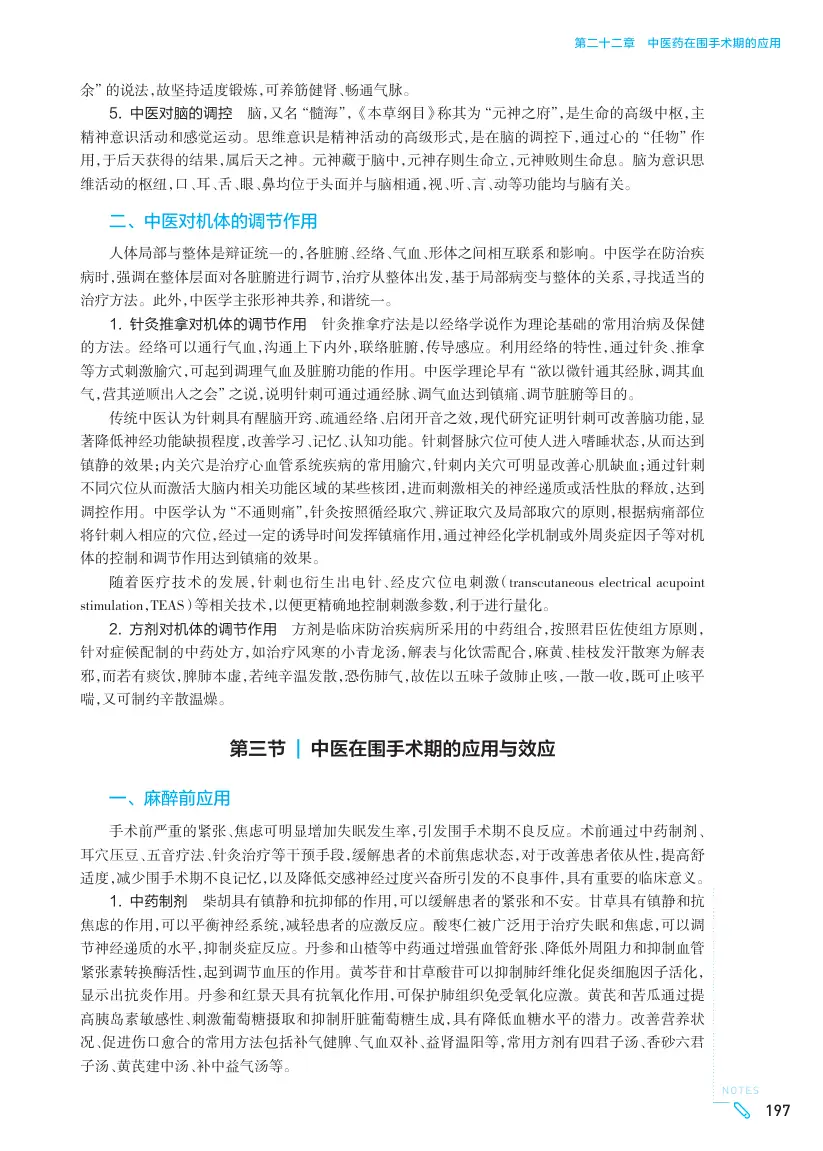 第二十二章 中医药在围手术期的应用
余”的说法,故坚持适度锻炼,可养筋健肾、畅通气脉。
5. 中医对脑的调控 脑,又名“髓海”,《本草纲目》称其为“元神之府”,是生命的高级中枢,主
精神意识活动和感觉运动。思维意识是精神活动的高级形式,是在脑的调控下,通过心的“任物”作
用,于后天获得的结果,属后天之神。元神藏于脑中,元神存则生命立,元神败则生命息。脑为意识思
维活动的枢纽,口、耳、舌、眼、鼻均位于头面并与脑相通,视、听、言、动等功能均与脑有关。
二、中医对机体的调节作用
人体局部与整体是辩证统一的,各脏腑、经络、气血、形体之间相互联系和影响。中医学在防治疾
病时,强调在整体层面对各脏腑进行调节,治疗从整体出发,基于局部病变与整体的关系,寻找适当的
治疗方法。此外,中医学主张形神共养,和谐统一。
1. 针灸推拿对机体的调节作用 针灸推拿疗法是以经络学说作为理论基础的常用治病及保健
的方法。经络可以通行气血,沟通上下内外,联络脏腑,传导感应。利用经络的特性,通过针灸、推拿
等方式刺激腧穴,可起到调理气血及脏腑功能的作用。中医学理论早有“欲以微针通其经脉,调其血
气,营其逆顺出入之会”之说,说明针刺可通过通经脉、调气血达到镇痛、调节脏腑等目的。
传统中医认为针刺具有醒脑开窍、疏通经络、启闭开音之效,现代研究证明针刺可改善脑功能,显
著降低神经功能缺损程度,改善学习、记忆、认知功能。针刺督脉穴位可使人进入嗜睡状态,从而达到
镇静的效果;内关穴是治疗心血管系统疾病的常用腧穴,针刺内关穴可明显改善心肌缺血;通过针刺
不同穴位从而激活大脑内相关功能区域的某些核团,进而刺激相关的神经递质或活性肽的释放,达到
调控作用。中医学认为“不通则痛”,针灸按照循经取穴、辨证取穴及局部取穴的原则,根据病痛部位
将针刺入相应的穴位,经过一定的诱导时间发挥镇痛作用,通过神经化学机制或外周炎症因子等对机
体的控制和调节作用达到镇痛的效果。
随着医疗技术的发展,针刺也衍生出电针、经皮穴位电刺激(transcutaneous electrical acupoint
stimulation,TEAS)等相关技术,以便更精确地控制刺激参数,利于进行量化。
2. 方剂对机体的调节作用 方剂是临床防治疾病所采用的中药组合,按照君臣佐使组方原则,
针对症候配制的中药处方,如治疗风寒的小青龙汤,解表与化饮需配合,麻黄、桂枝发汗散寒为解表
邪,而若有痰饮,脾肺本虚,若纯辛温发散,恐伤肺气,故佐以五味子敛肺止咳,一散一收,既可止咳平
喘,又可制约辛散温燥。
第三节 | 中医在围手术期的应用与效应
一、麻醉前应用
手术前严重的紧张、焦虑可明显增加失眠发生率,引发围手术期不良反应。术前通过中药制剂、
耳穴压豆、五音疗法、针灸治疗等干预手段,缓解患者的术前焦虑状态,对于改善患者依从性,提高舒
适度,减少围手术期不良记忆,以及降低交感神经过度兴奋所引发的不良事件,具有重要的临床意义。
1. 中药制剂 柴胡具有镇静和抗抑郁的作用,可以缓解患者的紧张和不安。甘草具有镇静和抗
焦虑的作用,可以平衡神经系统,减轻患者的应激反应。酸枣仁被广泛用于治疗失眠和焦虑,可以调
节神经递质的水平,抑制炎症反应。丹参和山楂等中药通过增强血管舒张、降低外周阻力和抑制血管
紧张素转换酶活性,起到调节血压的作用。黄芩苷和甘草酸苷可以抑制肺纤维化促炎细胞因子活化,
显示出抗炎作用。丹参和红景天具有抗氧化作用,可保护肺组织免受氧化应激。黄芪和苦瓜通过提
高胰岛素敏感性、刺激葡萄糖摄取和抑制肝脏葡萄糖生成,具有降低血糖水平的潜力。改善营养状
况、促进伤口愈合的常用方法包括补气健脾、气血双补、益肾温阳等,常用方剂有四君子汤、香砂六君
子汤、黄芪建中汤、补中益气汤等。
NOTES
197